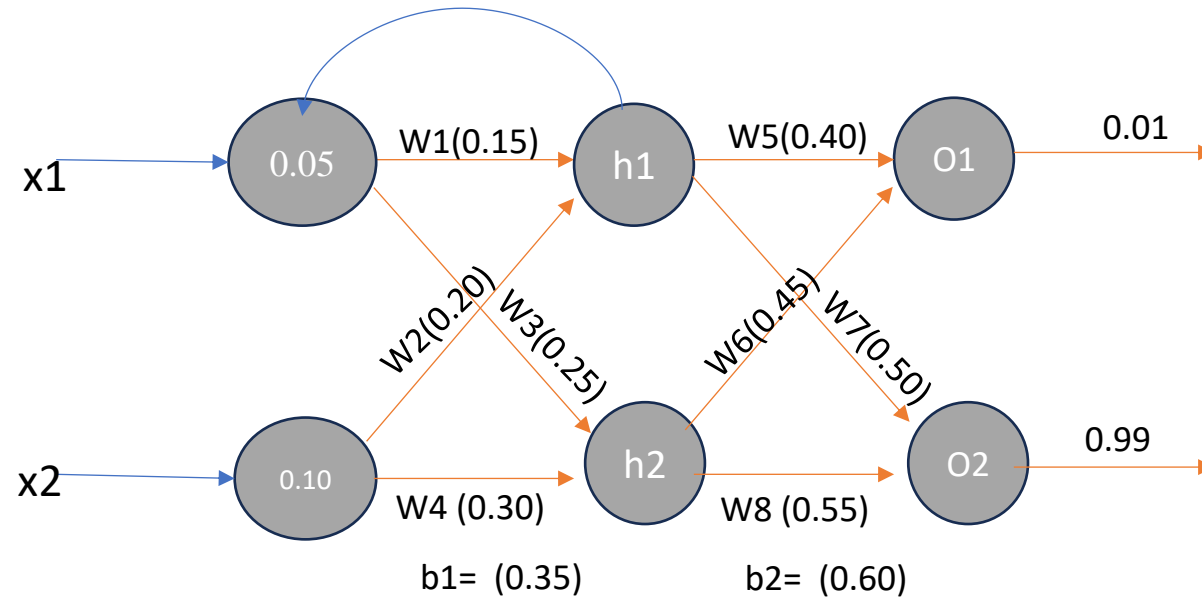 x1
0.05
W1(0.15)
h1
W5(0.40)
O1
0.01
W2(0.20)
W3(0.25)
W6(0.45)
W7(0.50)
x2
0.10
W4 (0.30)
h2
W8 (0.55)
O2
0.99
b1= (0.35)
b2= (0.60)